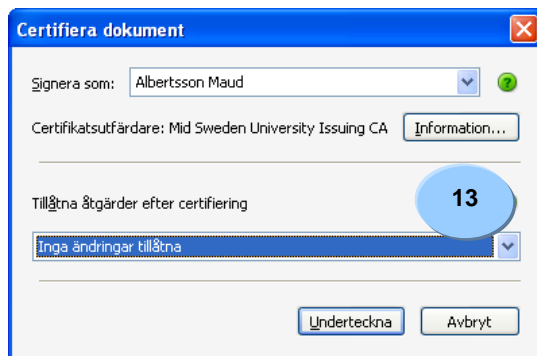 Certifiera dokument
Signera som: Albertsson Maud
Certifikatsutfärdare: Mid Sweden University Issuing CA Information...
13
Tillåtna åtgärder efter certifiering
Inga ändringar tillåtna
Underteckna Avbryt